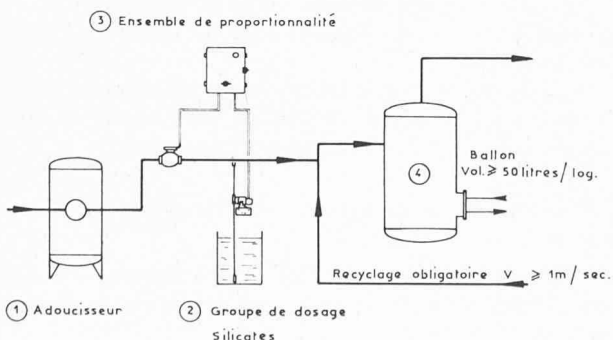 ③ Ensemble de proportionnalité
④
Ballon
Vol. ≥ 50 litres / log.
Recyclage obligatoire V ≥ 1m / sec.
① Adoucisseur
② Groupe de dosage
Silicates